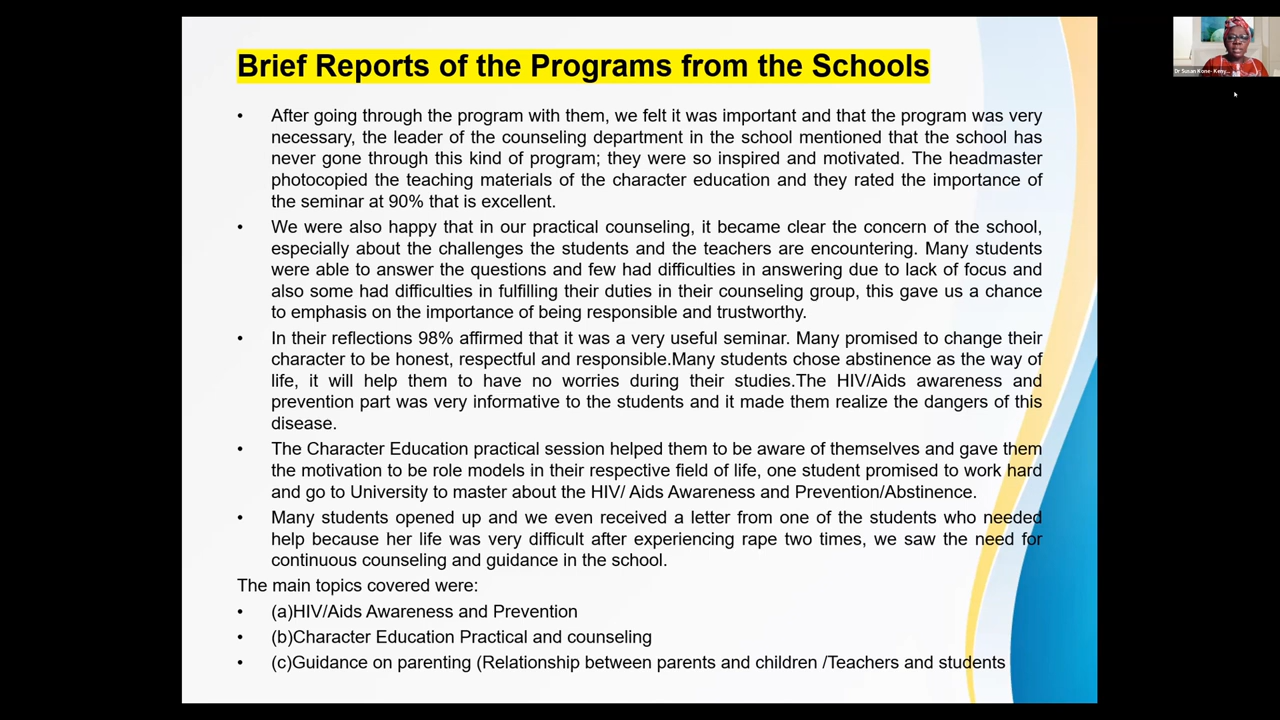 Brief Reports of the Programs from the Schools
• After going through the program with them, we felt it was important and that the program was very
necessary, the leader of the counseling department in the school mentioned that the school has
never gone through this kind of program; they were so inspired and motivated. The headmaster
photocopied the teaching materials of the character education and they rated the importance of
the seminar at 90% that is excellent.
• We were also happy that in our practical counseling, it became clear the concern of the school,
especially about the challenges the students and the teachers are encountering. Many students
were able to answer the questions and few had difficulties in answering due to lack of focus and
also some had difficulties in fulfilling their duties in their counseling group, this gave us a chance
to emphasis on the importance of being responsible and trustworthy.
• In their reflections 98% affirmed that it was a very useful seminar. Many promised to change their
character to be honest, respectful and responsible.Many students chose abstinence as the way of
life, it will help them to have no worries during their studies.The HIV/Aids awareness and
prevention part was very informative to the students and it made them realize the dangers of this
disease.
• The Character Education practical session helped them to be aware of themselves and gave them
the motivation to be role models in their respective field of life, one student promised to work hard
and go to University to master about the HIV/ Aids Awareness and Prevention/Abstinence.
• Many students opened up and we even received a letter from one of the students who needed
help because her life was very difficult after experiencing rape two times, we saw the need for
continuous counseling and guidance in the school.
The main topics covered were:
• (a)HIV/Aids Awareness and Prevention
• (b)Character Education Practical and counseling
• (c)Guidance on parenting (Relationship between parents and children /Teachers and students
Dr Susan Kone- Keny...